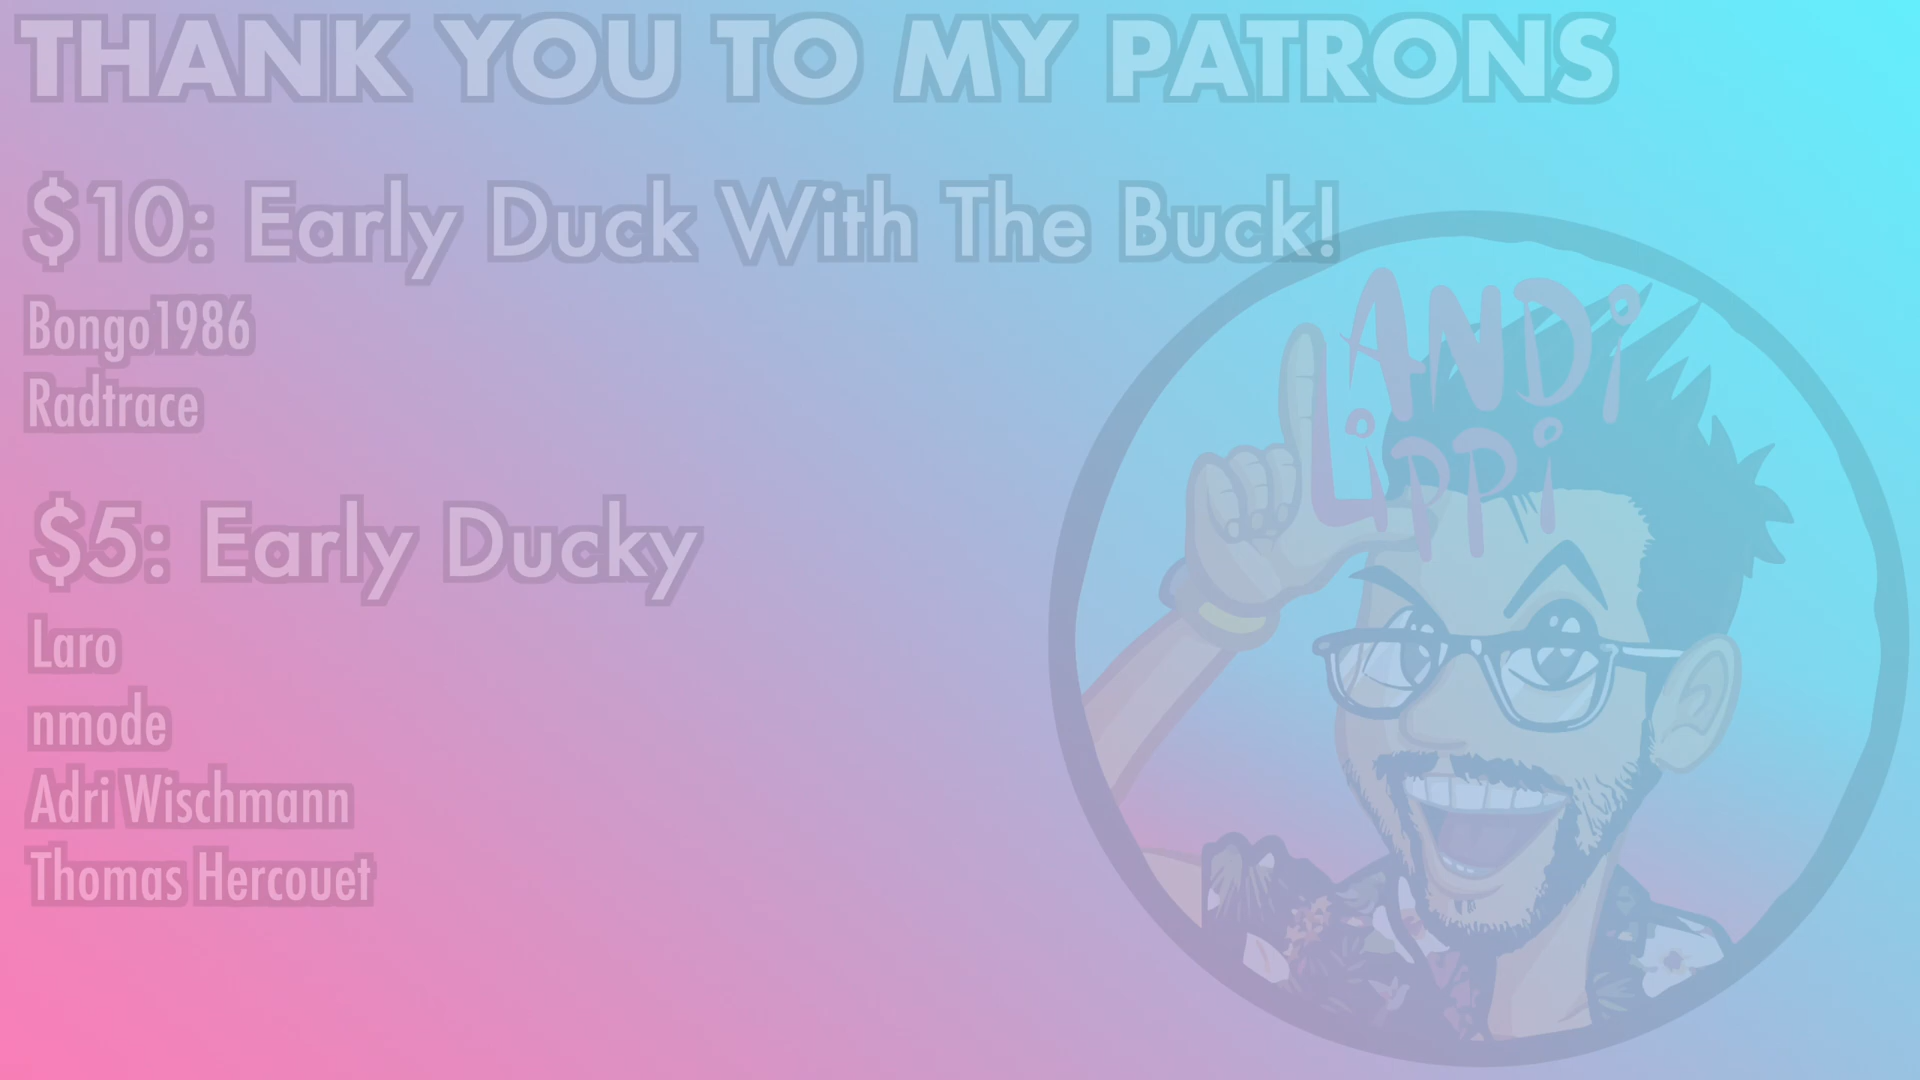 THANK YOU TO MY PATRONS
$10: Early Duck With The Buck!
Bongo1986
Radtrace
$5: Early Ducky
Laro
nmode
Adri Wischmann
Thomas Hercouet
ANDi
Lippi